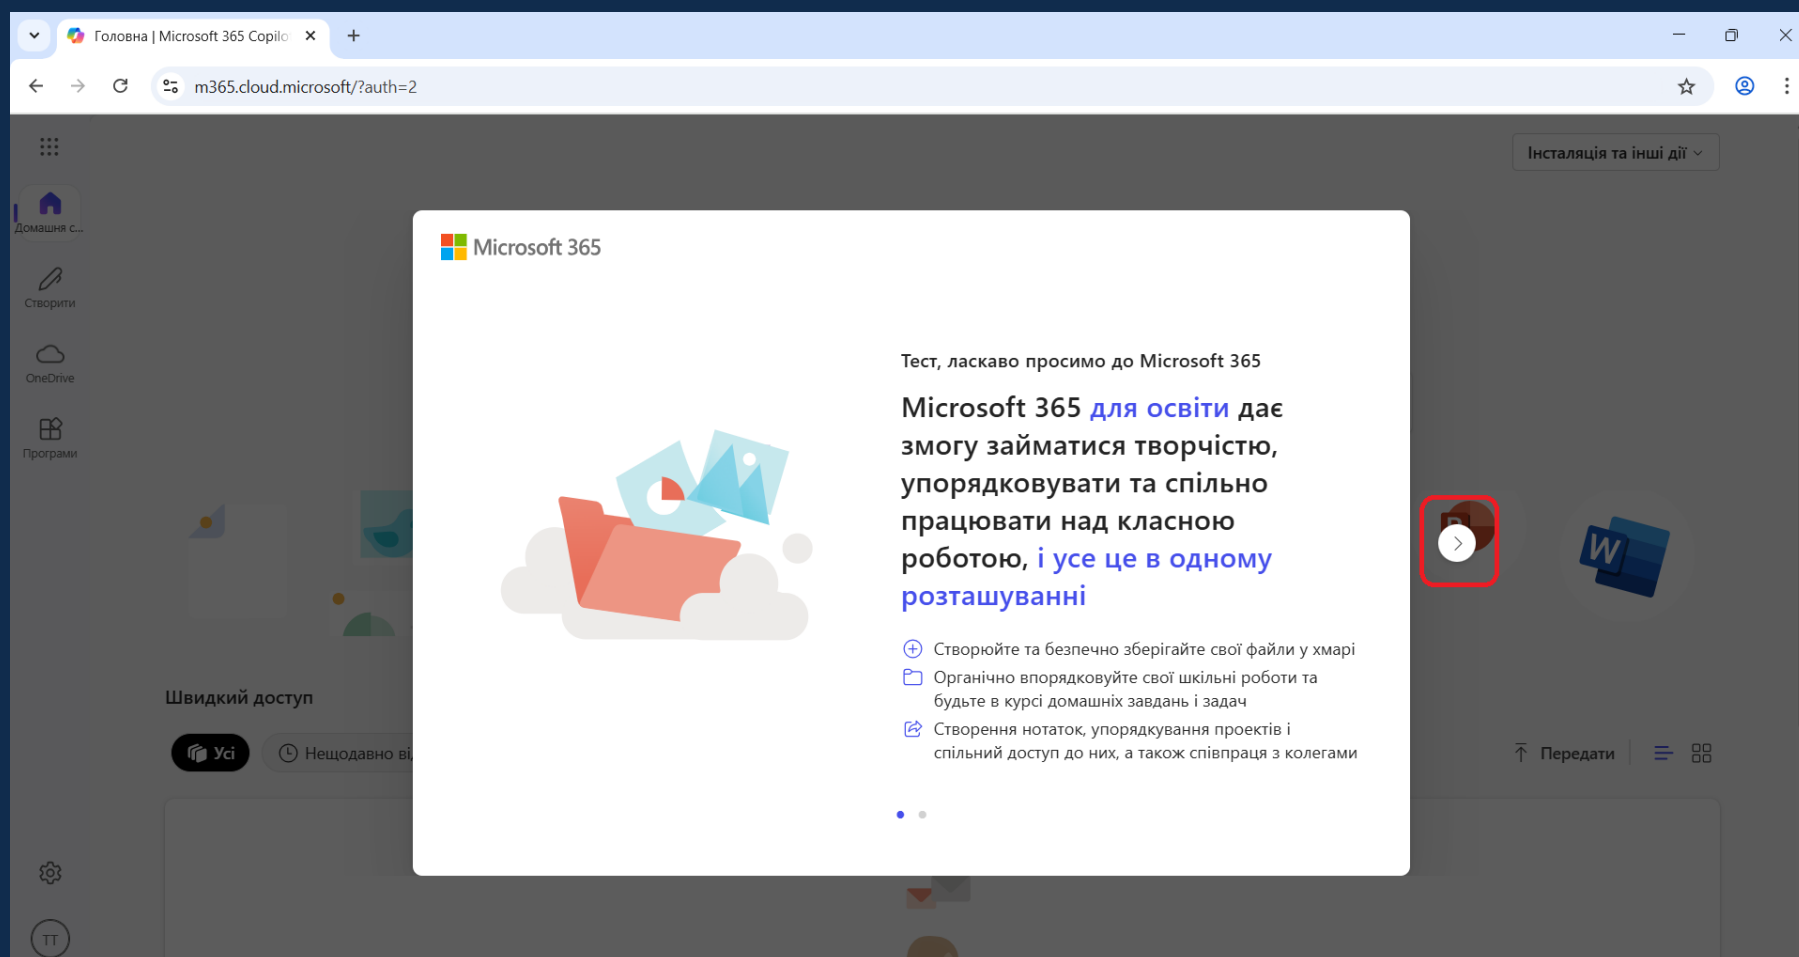 Головна | Microsoft 365 Copilo
m365.cloud.microsoft/?auth=2
Інсталяція та інші дії
Домашня с...
Створити
OneDrive
Програми
Microsoft 365
Тест, ласкаво просимо до Microsoft 365
Microsoft 365 для освіти дає
змогу займатися творчістю,
упорядковувати та спільно
працювати над класною
роботою, і усе це в одному
розташуванні
Створюйте та безпечно зберігайте свої файли у хмарі
Органічно впорядковуйте свої шкільні роботи та
будьте в курсі домашніх завдань і задач
Створення нотаток, упорядкування проектів і
спільний доступ до них, а також співпраця з колегами
W
Швидкий доступ
Усі
Нещодавно ві
Передати
TT